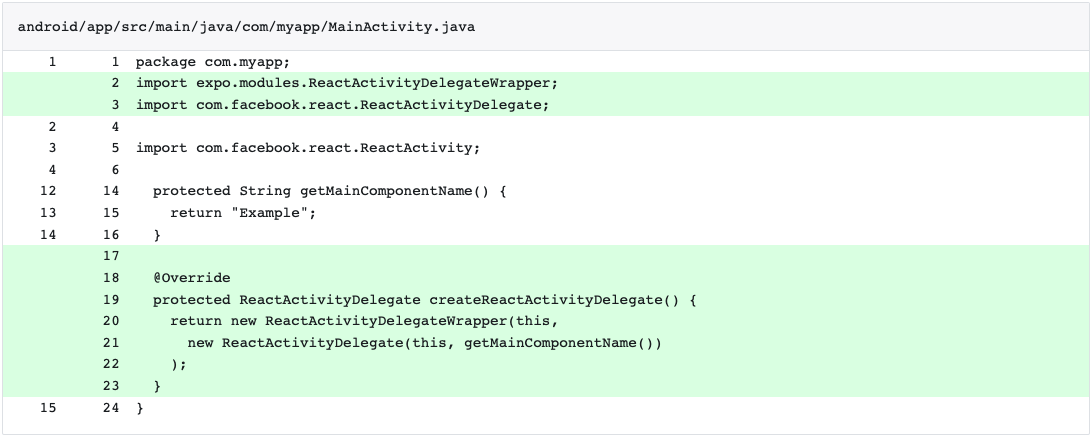 android/app/src/main/java/com/myapp/MainActivity.java
1 1 package com.myapp;
2 import expo.modules.ReactActivityDelegateWrapper;
3 import com.facebook.react.ReactActivityDelegate;
2 4
3 5 import com.facebook.react.ReactActivity;
4 6
12 14 protected String getMainComponentName() {
13 15 return "Example";
14 16 }
17
18 @Override
19 protected ReactActivityDelegate createReactActivityDelegate() {
20 return new ReactActivityDelegateWrapper(this,
21 new ReactActivityDelegate(this, getMainComponentName())
22 );
23 }
15 24 }